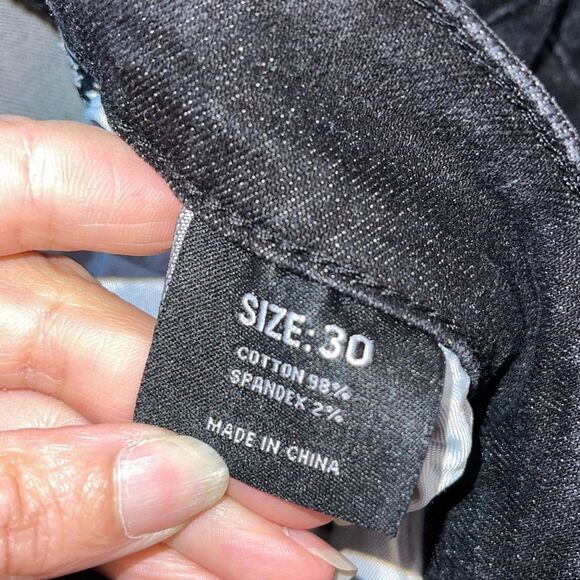 SIZE: 30
COTTON 98%
SPANDEX 2%
MADE IN CHINA